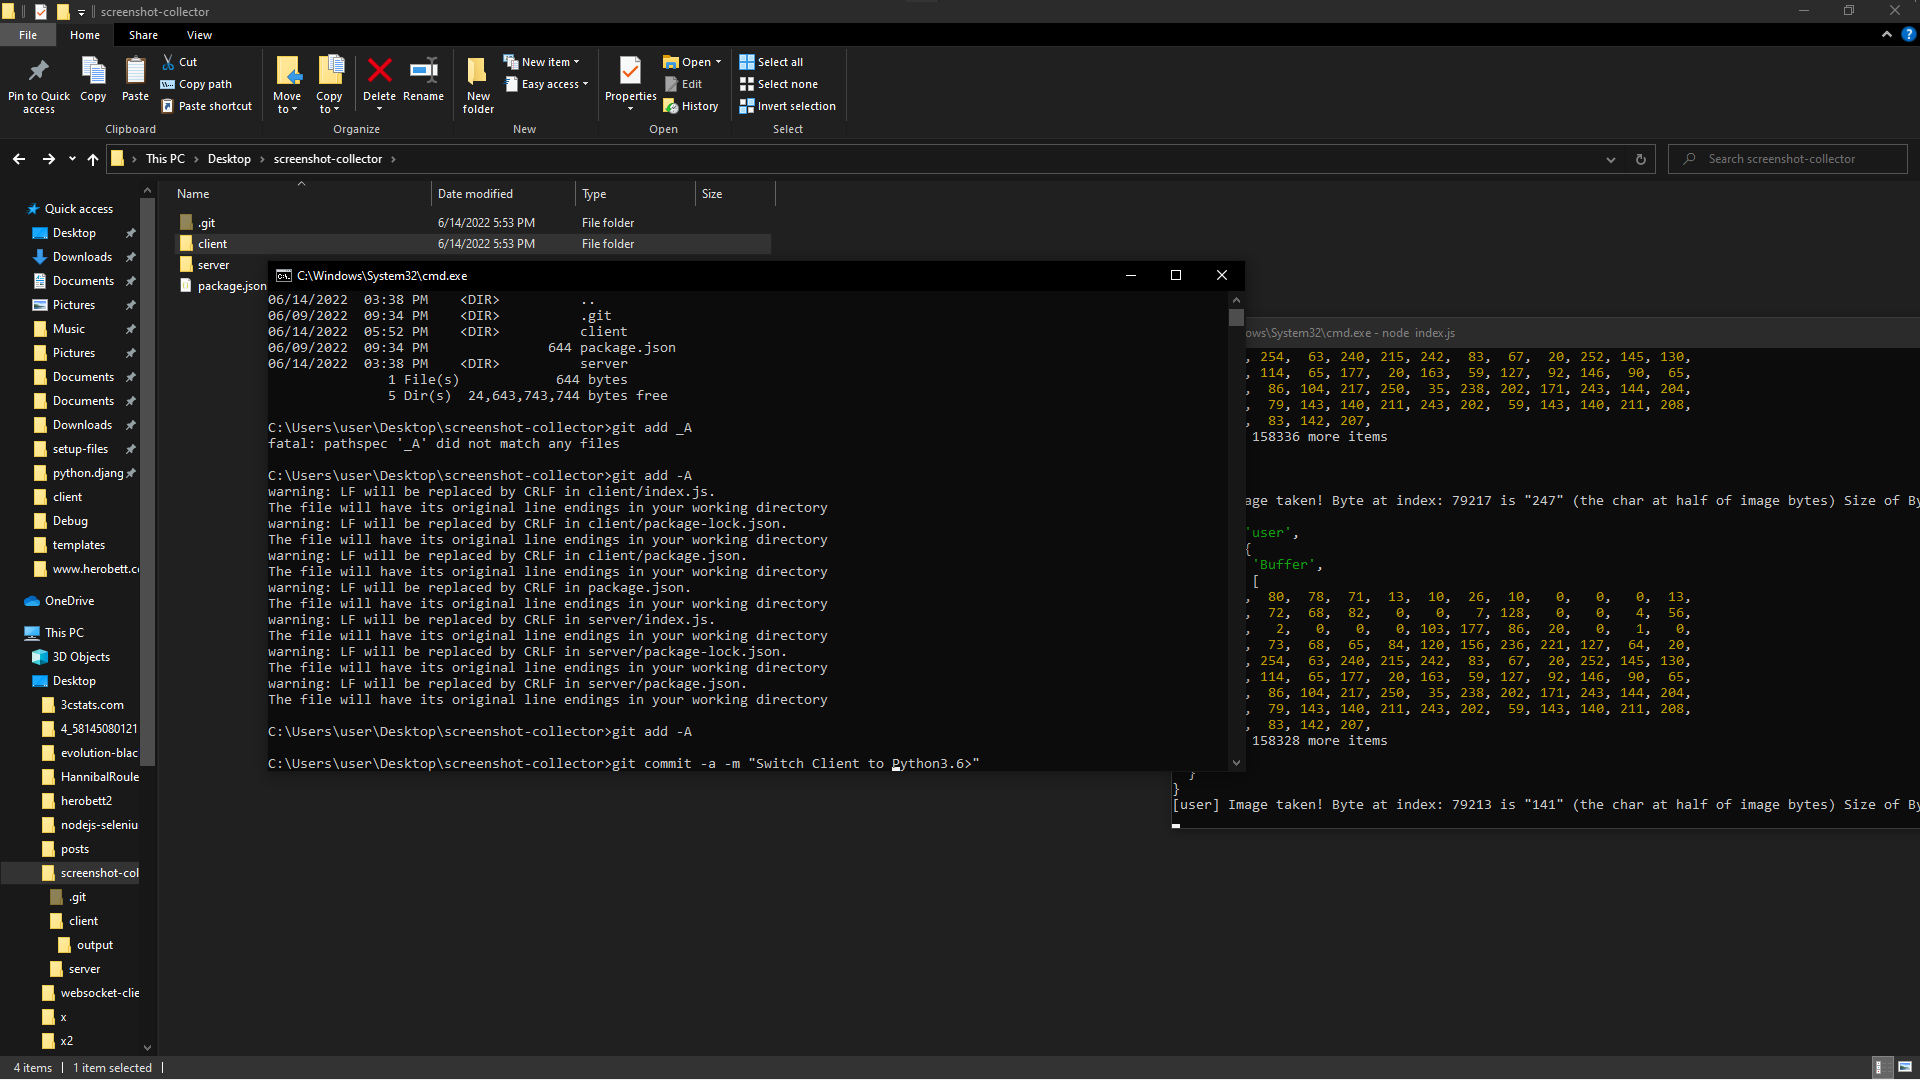 screenshot-collector
File
Home
Share
View
Pin to Quick access
Copy
Paste
Cut
Copy path
Paste shortcut
Clipboard
Move to
Copy to
Delete
Rename
Organize
New folder
New item
Easy access
New
Properties
Open
Edit
History
Open
Select all
Select none
Invert selection
Select
This PC
Desktop
screenshot-collector
Search screenshot-collector
Name
Date modified
Type
Size
.git 6/14/2022 5:53 PM File folder
client 6/14/2022 5:53 PM File folder
server
package.json
Quick access
Desktop
Downloads
Documents
Pictures
Music
Pictures
Documents
Documents
Downloads
setup-files
python.djang
client
Debug
templates
www.herobett.c
OneDrive
This PC
3D Objects
Desktop
3cstats.com
4_58145080121
evolution-blac
HannibalRoule
herobett2
nodejs-seleniu
posts
screenshot-col
.git
client
output
server
websocket-clie
x
x2
4 items
1 item selected
C:\Windows\System32\cmd.exe
06/14/2022  03:38 PM    <DIR>          ..
06/09/2022  09:34 PM    <DIR>          .git
06/14/2022  05:52 PM    <DIR>          client
06/09/2022  09:34 PM               644 package.json
06/14/2022  03:38 PM    <DIR>          server
1 File(s)            644 bytes
5 Dir(s)  24,643,743,744 bytes free
C:\Users\user\Desktop\screenshot-collector>git add _A
fatal: pathspec '_A' did not match any files
C:\Users\user\Desktop\screenshot-collector>git add -A
warning: LF will be replaced by CRLF in client/index.js.
The file will have its original line endings in your working directory
warning: LF will be replaced by CRLF in client/package-lock.json.
The file will have its original line endings in your working directory
warning: LF will be replaced by CRLF in client/package.json.
The file will have its original line endings in your working directory
warning: LF will be replaced by CRLF in package.json.
The file will have its original line endings in your working directory
warning: LF will be replaced by CRLF in server/index.js.
The file will have its original line endings in your working directory
warning: LF will be replaced by CRLF in server/package-lock.json.
The file will have its original line endings in your working directory
warning: LF will be replaced by CRLF in server/package.json.
The file will have its original line endings in your working directory
C:\Users\user\Desktop\screenshot-collector>git add -A
C:\Users\user\Desktop\screenshot-collector>git commit -a -m "Switch Client to Python3.6>"
ows\System32\cmd.exe - node  index.js
, 254,  63, 240, 215, 242,  83,  67,  20, 252, 145, 130,
, 114,  65, 177,  20, 163,  59, 127,  92, 146,  90,  65,
,  86, 104, 217, 250,  35, 238, 202, 171, 243, 144, 204,
,  79, 143, 140, 211, 243, 202,  59, 143, 140, 211, 208,
,  83, 142, 207,
158336 more items
age taken! Byte at index: 79217 is "247" (the char at half of image bytes) Size of By
'user',
{
'Buffer',
[
,  80,  78,  71,  13,  10,  26,  10,   0,   0,   0,  13,
,  72,  68,  82,   0,   0,   7, 128,   0,   0,   4,  56,
,   2,   0,   0,   0, 103, 177,  86,  20,   0,   1,   0,
,  73,  68,  65,  84, 120, 156, 236, 221, 127,  64,  20,
, 254,  63, 240, 215, 242,  83,  67,  20, 252, 145, 130,
, 114,  65, 177,  20, 163,  59, 127,  92, 146,  90,  65,
,  86, 104, 217, 250,  35, 238, 202, 171, 243, 144, 204,
,  79, 143, 140, 211, 243, 202,  59, 143, 140, 211, 208,
,  83, 142, 207,
158328 more items
}
}
[user] Image taken! Byte at index: 79213 is "141" (the char at half of image bytes) Size of By